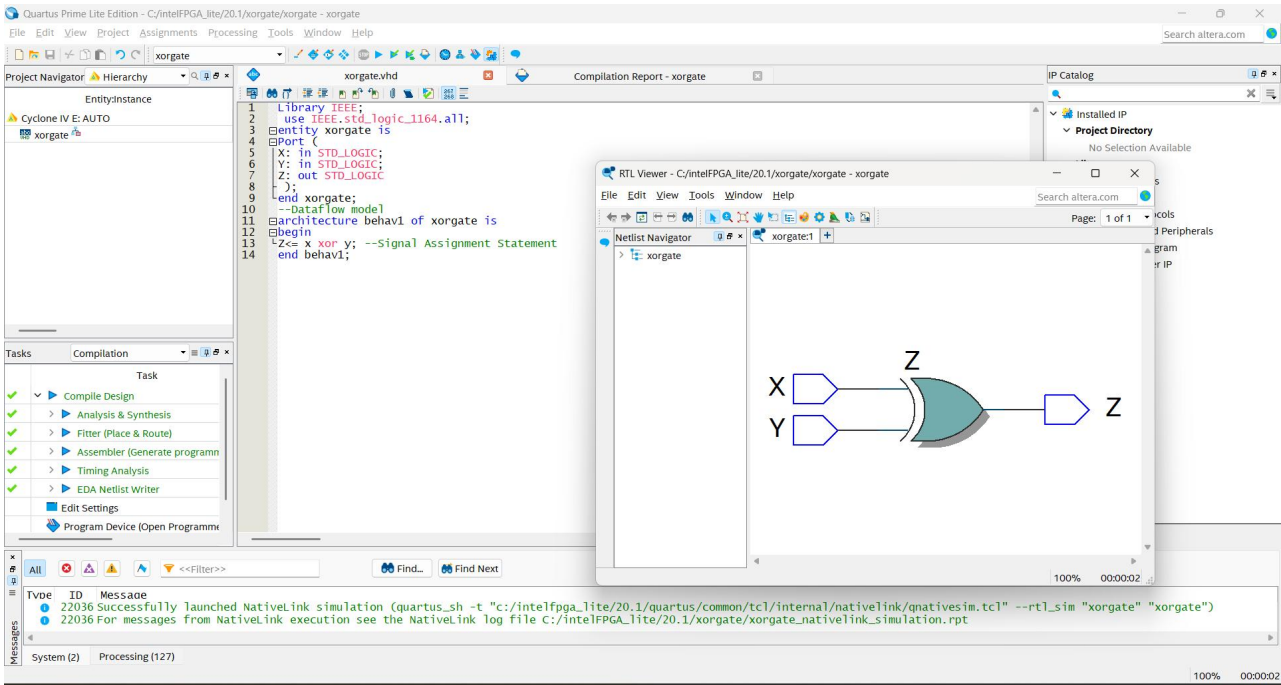 Quartus Prime Lite Edition - C:/intelFPGA_lite/20.1/xorgate/xorgate - xorgate
File Edit View Project Assignments Processing Tools Window Help
Search altera.com
xorgate
Project Navigator Hierarchy
Entity:Instance
Cyclone IV E: AUTO
xorgate
xorgate.vhd
Compilation Report - xorgate
1 Library IEEE;
2 use IEEE.std_logic_1164.all;
3 entity xorgate is
4 Port (
5 X: in STD_LOGIC;
6 Y: in STD_LOGIC;
7 Z: out STD_LOGIC
8 );
9 end xorgate;
10 --Dataflow model
11 architecture behav1 of xorgate is
12 begin
13 Z<= x xor y; --Signal Assignment Statement
14 end behav1;
IP Catalog
Installed IP
Project Directory
No Selection Available
s
ocols
d Peripherals
gram
er IP
RTL Viewer - C:/intelFPGA_lite/20.1/xorgate/xorgate - xorgate
File Edit View Tools Window Help
Search altera.com
Page: 1 of 1
Netlist Navigator
xorgate:1
xorgate
Z
X
Y
Z
100% 00:00:02
Tasks Compilation
Task
Compile Design
Analysis & Synthesis
Fitter (Place & Route)
Assembler (Generate programm
Timing Analysis
EDA Netlist Writer
Edit Settings
Program Device (Open Programme
All
<<Filter>>
Find...
Find Next
Type ID Message
22036 Successfully launched NativeLink simulation (quartus_sh -t "c:/intelfpga_lite/20.1/quartus/common/tcl/internal/nativelink/qnativesim.tcl" --rtl_sim "xorgate" "xorgate")
22036 For messages from NativeLink execution see the NativeLink log file C:/intelFPGA_lite/20.1/xorgate/xorgate_nativelink_simulation.rpt
Messages
System (2) Processing (127)
100% 00:00:02